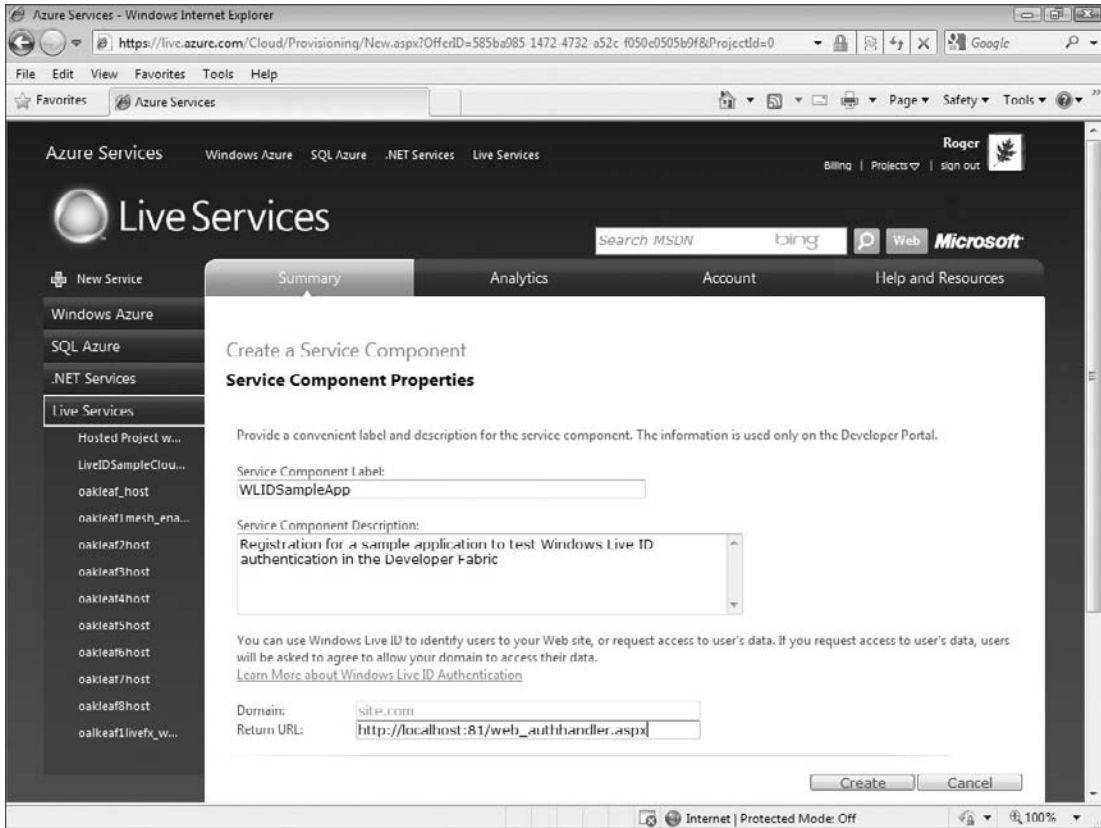 Azure Services - Windows Internet Explorer
https://live.azure.com/Cloud/Provisioning/New.aspx?OfferID=585ba985-1472-4732-a52c-f050e0505b9f&ProjectId=0
Google
File Edit View Favorites Tools Help
Favorites Azure Services Page Safety Tools
Azure Services Windows Azure SQL Azure .NET Services Live Services
Roger
Billing | Projects | sign out
Live Services
Search MSDN bing Web Microsoft
New Service Summary Analytics Account Help and Resources
Windows Azure
SQL Azure
.NET Services
Live Services
Hosted Project w...
LiveIDSampleClou...
oakleaf_host
oakleaf1mesh_ena...
oakleaf2host
oakleaf3host
oakleaf4host
oakleaf5host
oakleaf6host
oakleaf7host
oakleaf8host
oalkeaf1livefx_w...
Create a Service Component
Service Component Properties
Provide a convenient label and description for the service component. The information is used only on the Developer Portal.
Service Component Label:
WLIDSampleApp
Service Component Description:
Registration for a sample application to test Windows Live ID
authentication in the Developer Fabric
You can use Windows Live ID to identify users to your Web site, or request access to user's data. If you request access to user's data, users
will be asked to agree to allow your domain to access their data.
Learn More about Windows Live ID Authentication
Domain: site.com
Return URL: http://localhost:81/web_authhandler.aspx
Create Cancel
Internet | Protected Mode: Off 100%